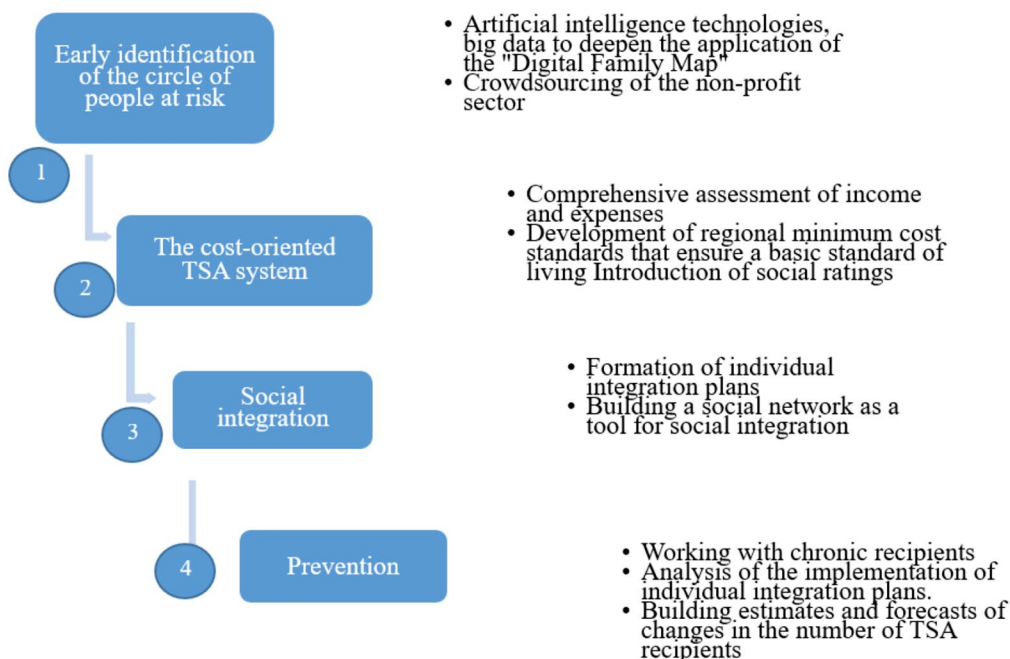 Early identification
of the circle of
people at risk
• Artificial intelligence technologies,
big data to deepen the application of
the "Digital Family Map"
• Crowdsourcing of the non-profit
sector
1
• Comprehensive assessment of income
and expenses
• Development of regional minimum cost
standards that ensure a basic standard of
living Introduction of social ratings
The cost-oriented
TSA system
2
• Formation of individual
integration plans
• Building a social network as a
tool for social integration
Social
integration
3
Prevention
4
• Working with chronic recipients
• Analysis of the implementation of
individual integration plans.
• Building estimates and forecasts of
changes in the number of TSA
recipients